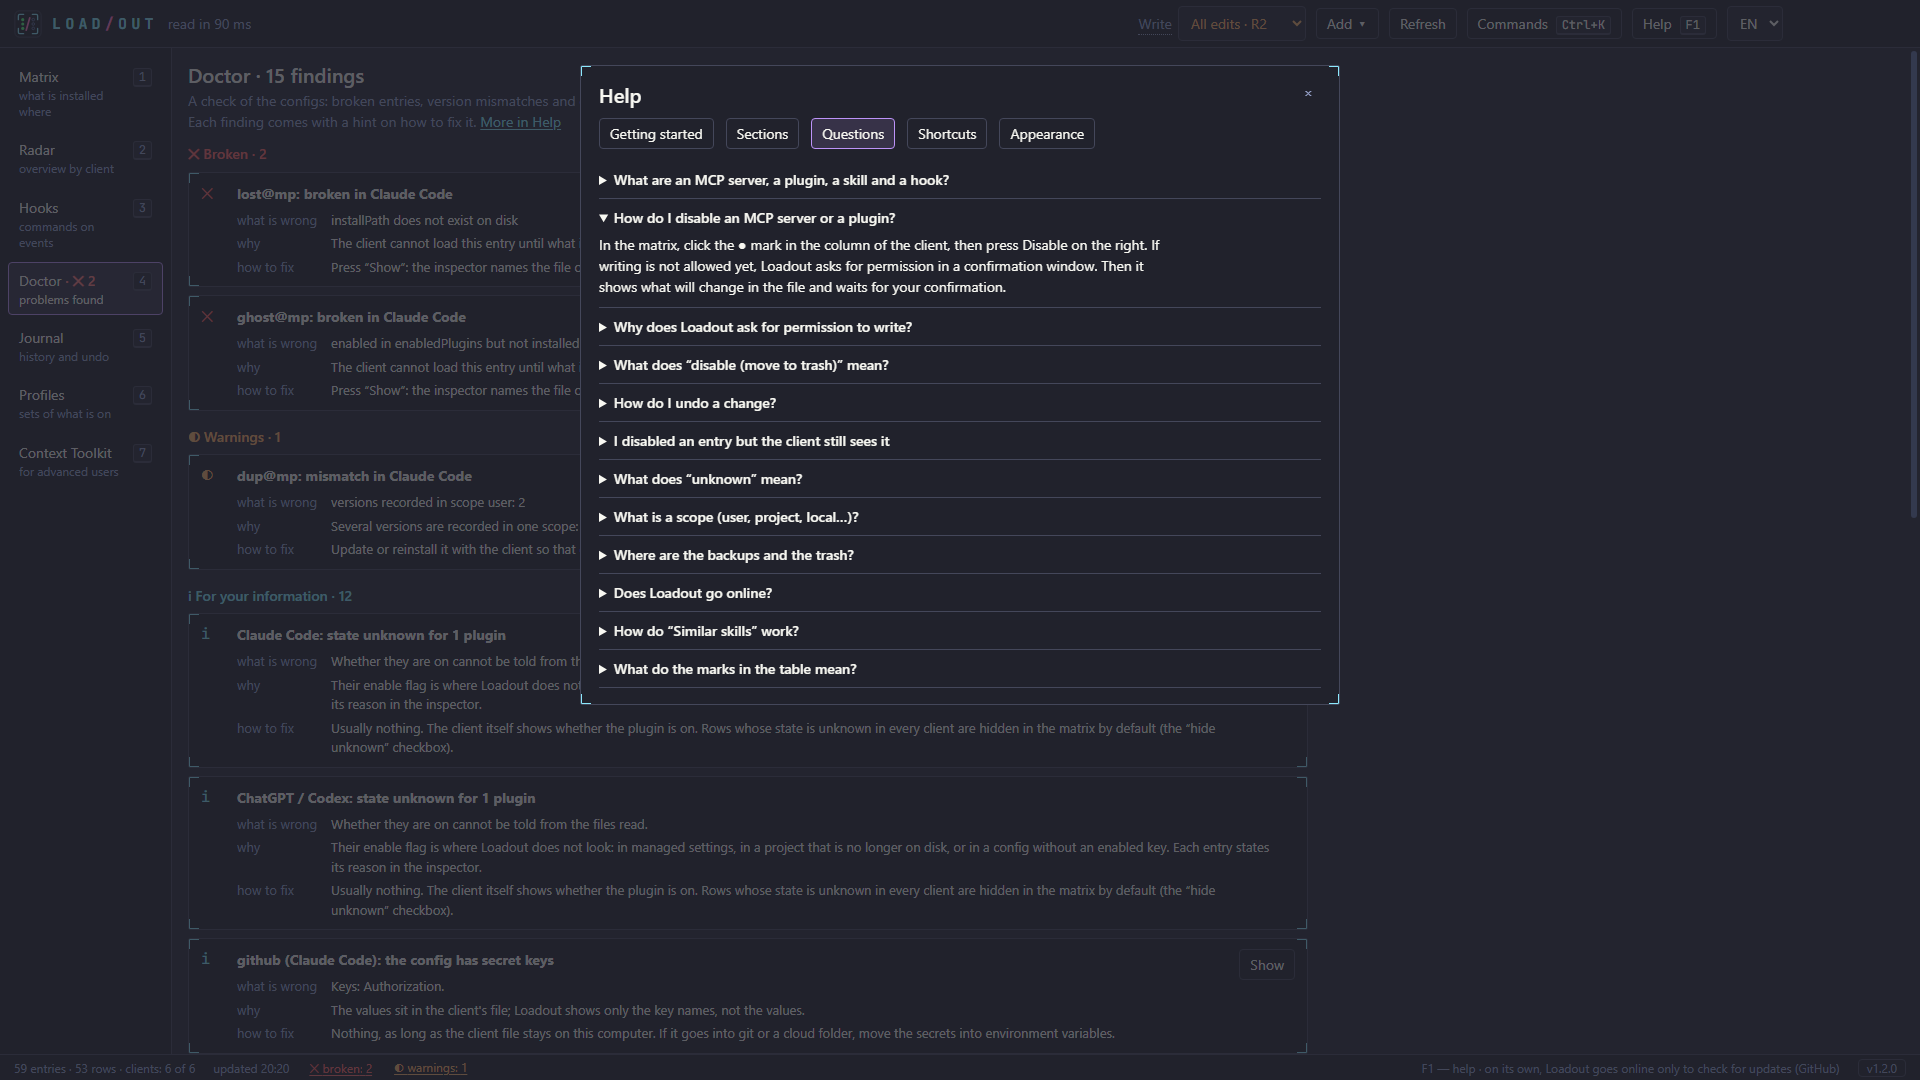 LOAD/OUT read in 90 ms
Write All edits · R2 Add ▾ Refresh Commands Ctrl+K Help F1 EN
Matrix 1
what is installed
where
Radar 2
overview by client
Hooks 3
commands on
events
Doctor · ✕ 2 4
problems found
Journal 5
history and undo
Profiles 6
sets of what is on
Context Toolkit 7
for advanced users
Doctor · 15 findings
A check of the configs: broken entries, version mismatches and
Each finding comes with a hint on how to fix it. More in Help
✕ Broken · 2
lost@mp: broken in Claude Code
what is wrong installPath does not exist on disk
why The client cannot load this entry until what
how to fix Press “Show”: the inspector names the file
ghost@mp: broken in Claude Code
what is wrong enabled in enabledPlugins but not installed
why The client cannot load this entry until what
how to fix Press “Show”: the inspector names the file
◐ Warnings · 1
dup@mp: mismatch in Claude Code
what is wrong versions recorded in scope user: 2
why Several versions are recorded in one scope:
how to fix Update or reinstall it with the client so that
i For your information · 12
i Claude Code: state unknown for 1 plugin
what is wrong Whether they are on cannot be told from
why Their enable flag is where Loadout does not
its reason in the inspector.
how to fix Usually nothing. The client itself shows whether the plugin is on. Rows whose state is unknown in every client are hidden in the matrix by default (the “hide
unknown” checkbox).
i ChatGPT / Codex: state unknown for 1 plugin
what is wrong Whether they are on cannot be told from the files read.
why Their enable flag is where Loadout does not look: in managed settings, in a project that is no longer on disk, or in a config without an enabled key. Each entry states
its reason in the inspector.
how to fix Usually nothing. The client itself shows whether the plugin is on. Rows whose state is unknown in every client are hidden in the matrix by default (the “hide
unknown” checkbox).
i github (Claude Code): the config has secret keys Show
what is wrong Keys: Authorization.
why The values sit in the client's file; Loadout shows only the key names, not the values.
how to fix Nothing, as long as the client file stays on this computer. If it goes into git or a cloud folder, move the secrets into environment variables.
Help ×
Getting started Sections Questions Shortcuts Appearance
▶ What are an MCP server, a plugin, a skill and a hook?
▼ How do I disable an MCP server or a plugin?
In the matrix, click the ● mark in the column of the client, then press Disable on the right. If
writing is not allowed yet, Loadout asks for permission in a confirmation window. Then it
shows what will change in the file and waits for your confirmation.
▶ Why does Loadout ask for permission to write?
▶ What does “disable (move to trash)” mean?
▶ How do I undo a change?
▶ I disabled an entry but the client still sees it
▶ What does “unknown” mean?
▶ What is a scope (user, project, local…)?
▶ Where are the backups and the trash?
▶ Does Loadout go online?
▶ How do “Similar skills” work?
▶ What do the marks in the table mean?
59 entries · 53 rows · clients: 6 of 6 updated 20:20 ✕ broken: 2 ◐ warnings: 1
F1 — help · on its own, Loadout goes online only to check for updates (GitHub) v1.2.0